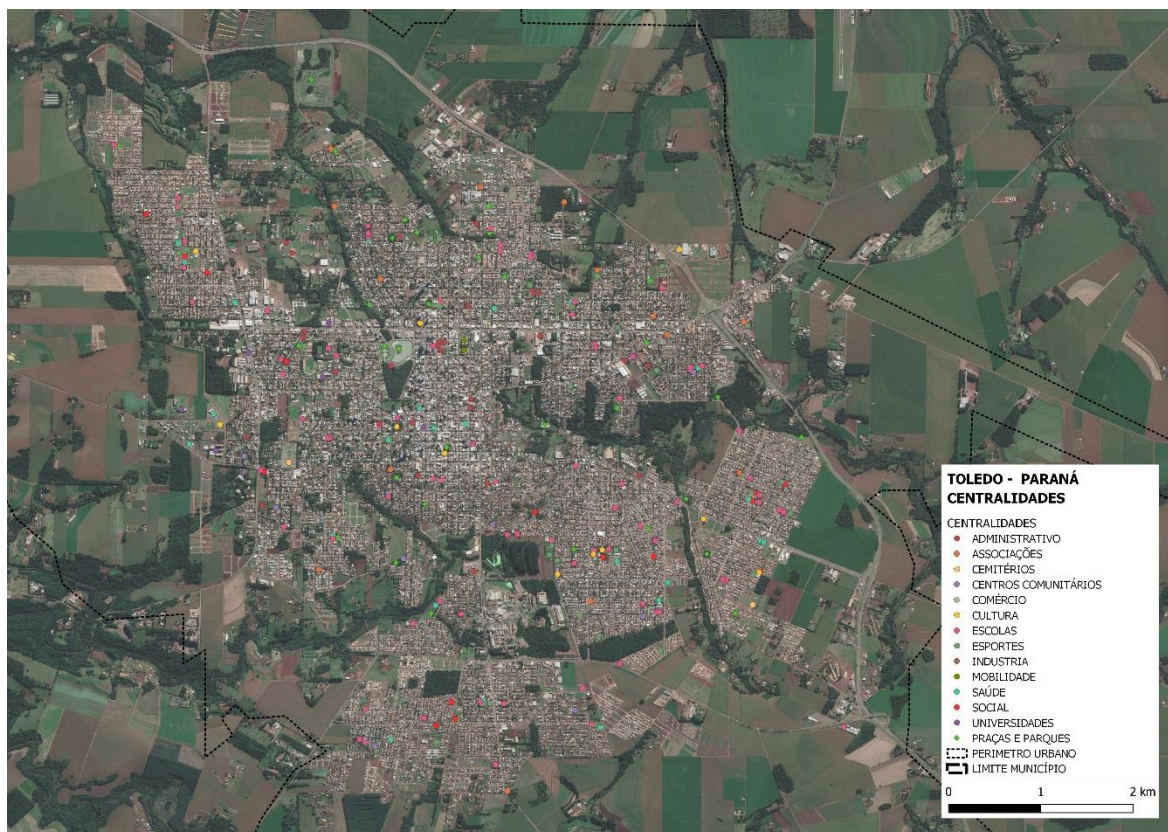 TOLEDO - PARANÁ
CENTRALIDADES
CENTRALIDADES
ADMINISTRATIVO
ASSOCIAÇÕES
CEMITÉRIOS
CENTROS COMUNITÁRIOS
COMÉRCIO
CULTURA
ESCOLAS
ESPORTES
INDUSTRIA
MOBILIDADE
SAÚDE
SOCIAL
UNIVERSIDADES
PRAÇAS E PARQUES
PERIMETRO URBANO
LIMITE MUNICÍPIO
0 1 2 km